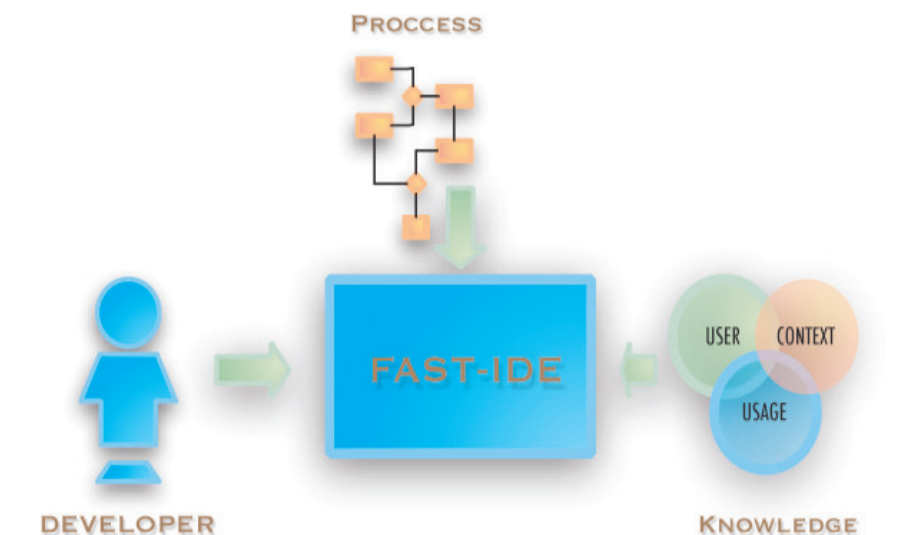 PROCCESS
FAST-IDE
USER
CONTEXT
USAGE
DEVELOPER
KNOWLEDGE